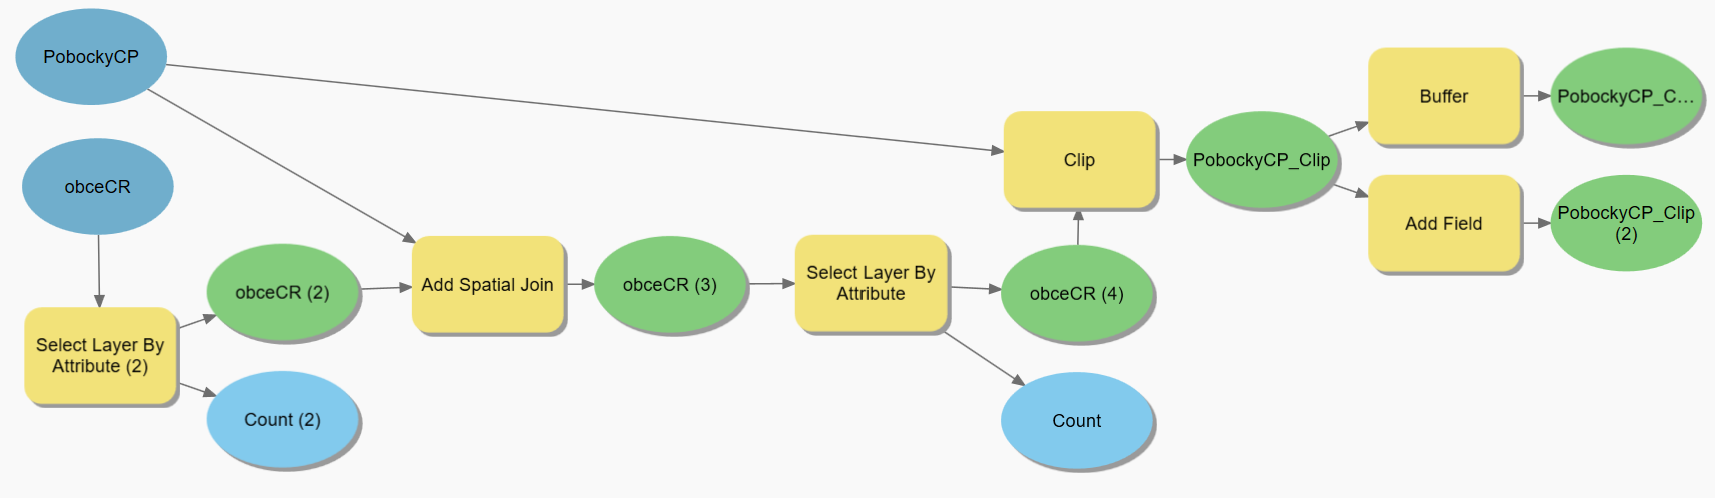 PobockyCP
obceCR
Select Layer By
Attribute (2)
obceCR (2)
Count (2)
Add Spatial Join
obceCR (3)
Select Layer By
Attribute
obceCR (4)
Count
Clip
PobockyCP_Clip
Buffer
PobockyCP_C...
Add Field
PobockyCP_Clip
(2)